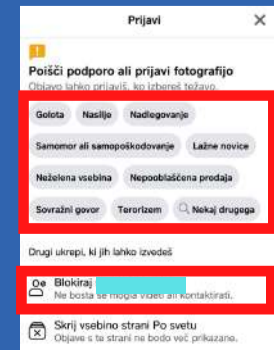 Prijavi
Poišči podporo ali prijavi fotografijo
Objavo lahko prijaviš, ko izbereš težavo.
Golota Nasilje Nadlegovanje
Samomor ali samopoškodovanje Lažne novice
Neželena vsebina Nepooblaščena prodaja
Sovražni govor Terorizem Nekaj drugega
Drugi ukrepi, ki jih lahko izvedeš
Blokiraj
Ne bosta se mogla videti ali kontaktirati.
Skrij vsebino strani Po svetu
Objave s te strani ne bodo več prikazane.